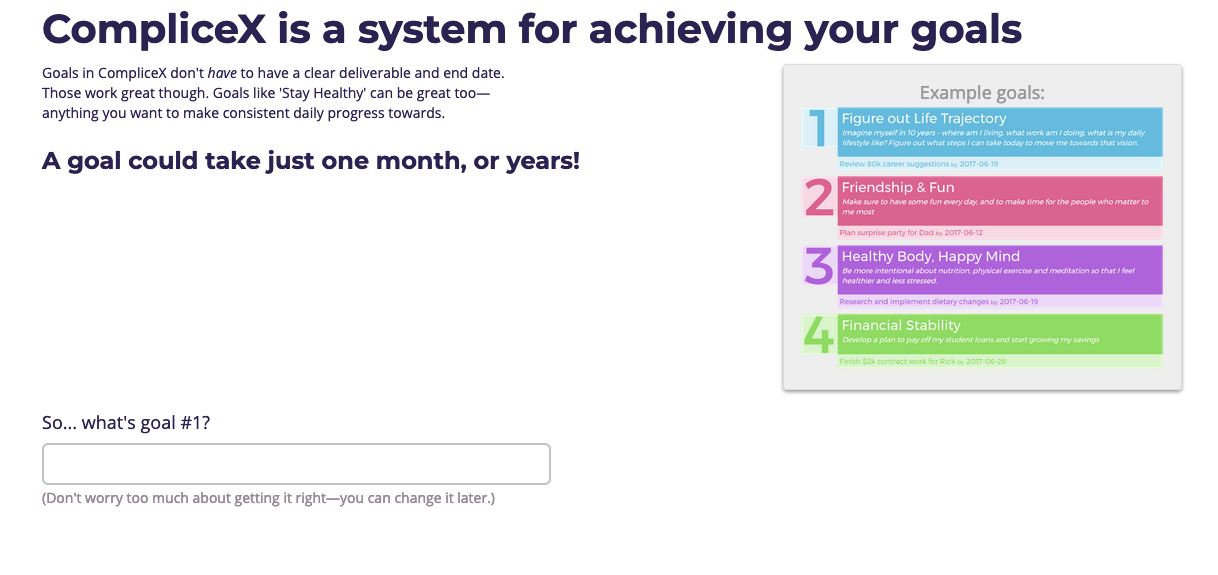 CompliceX is a system for achieving your goals
Goals in CompliceX don't have to have a clear deliverable and end date.
Those work great though. Goals like 'Stay Healthy' can be great too—
anything you want to make consistent daily progress towards.
A goal could take just one month, or years!
Example goals:
1
Figure out Life Trajectory
Imagine myself in 10 years - where am I living, what work am I doing, what is my daily
lifestyle like? Figure out what steps I can take today to move me towards that vision.
Review 80k career suggestions by 2017-06-19
2
Friendship & Fun
Make sure to have some fun every day, and to make time for the people who matter to
me most
Plan surprise party for Dad by 2017-06-12
3
Healthy Body, Happy Mind
Be more intentional about nutrition, physical exercise and meditation so that I feel
healthier and less stressed.
Research and implement dietary changes by 2017-06-19
4
Financial Stability
Develop a plan to pay off my student loans and start growing my savings
Finish $2k contract work for Rick by 2017-06-26
So... what's goal #1?
(Don't worry too much about getting it right—you can change it later.)